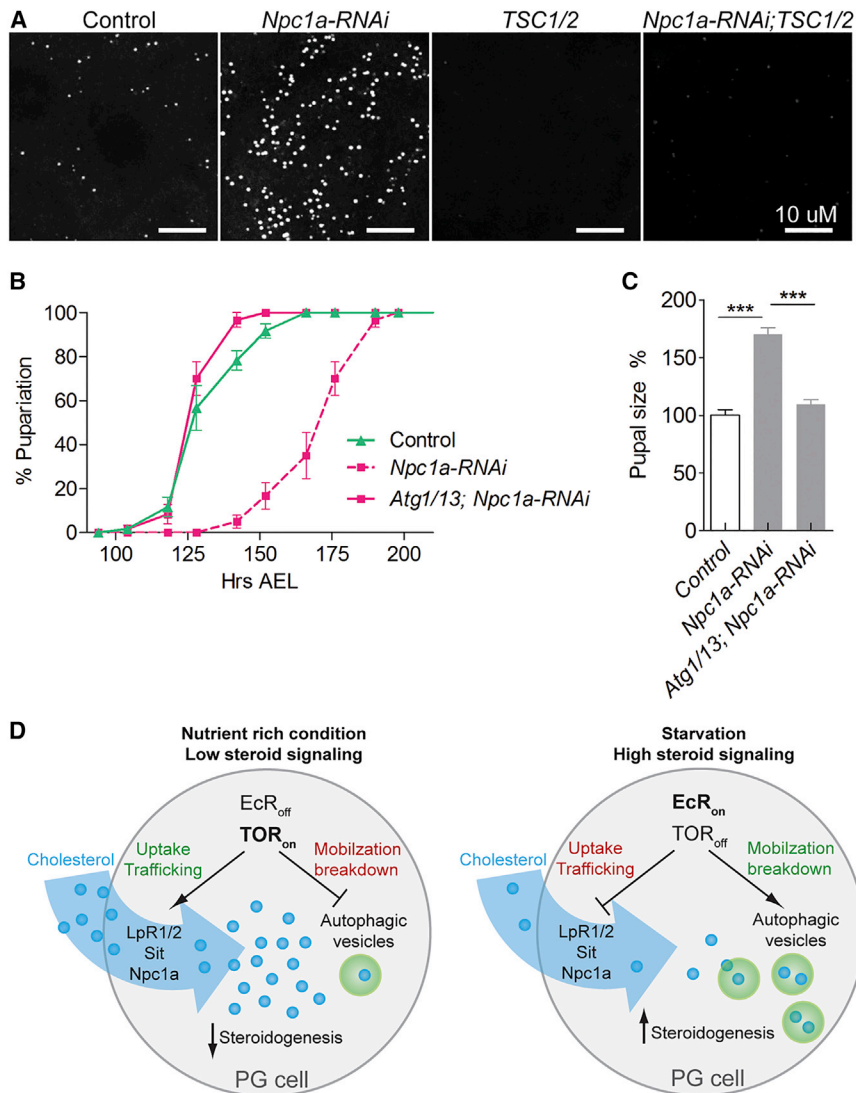 A
Control
Npc1a-RNAi
TSC1/2
Npc1a-RNAi;TSC1/2
10 uM
B
100
80
60
40
20
0
% Pupariation
100
125
150
175
200
Hrs AEL
Control
Npc1a-RNAi
Atg1/13; Npc1a-RNAi
C
200
150
100
50
0
Pupal size %
***
***
Control
Npc1a-RNAi
Atg1/13; Npc1a-RNAi
D
Nutrient rich condition
Low steroid signaling
EcRoff
TORon
Cholesterol
Uptake
Trafficking
Mobilzation
breakdown
LpR1/2
Sit
Npc1a
Autophagic
vesicles
Steroidogenesis
PG cell
Starvation
High steroid signaling
EcRon
TORoff
Cholesterol
Uptake
Trafficking
Mobilzation
breakdown
LpR1/2
Sit
Npc1a
Autophagic
vesicles
Steroidogenesis
PG cell